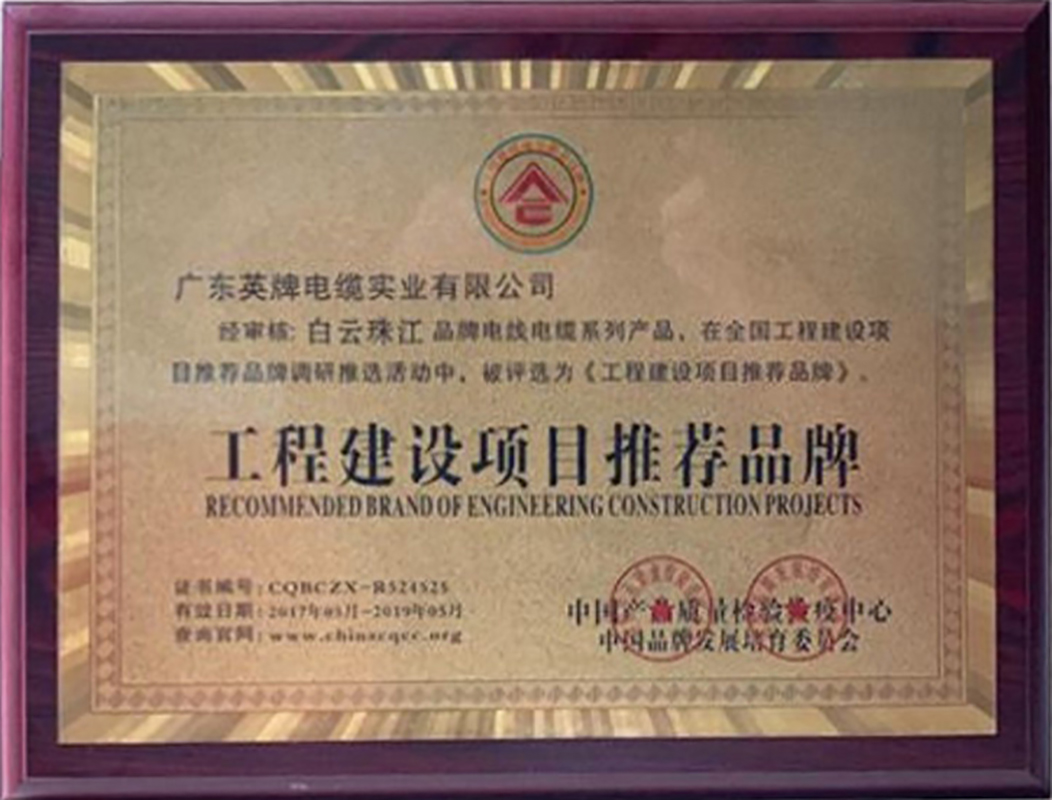 广东英牌电缆实业有限公司
经审核: 白云珠江 品牌电线电缆系列产品，在全国工程建设项
目推荐品牌调研推选活动中，被评选为《工程建设项目推荐品牌》。
工程建设项目推荐品牌
RECOMMENDED BRAND OF ENGINEERING CONSTRUCTION PROJECTS
证书编号: CQBCZX-R524525
有效日期: 2017年05月-2019年05月
查询官网: www.chinacqcc.org
中国产品质量检验检疫中心
中国品牌发展培育委员会